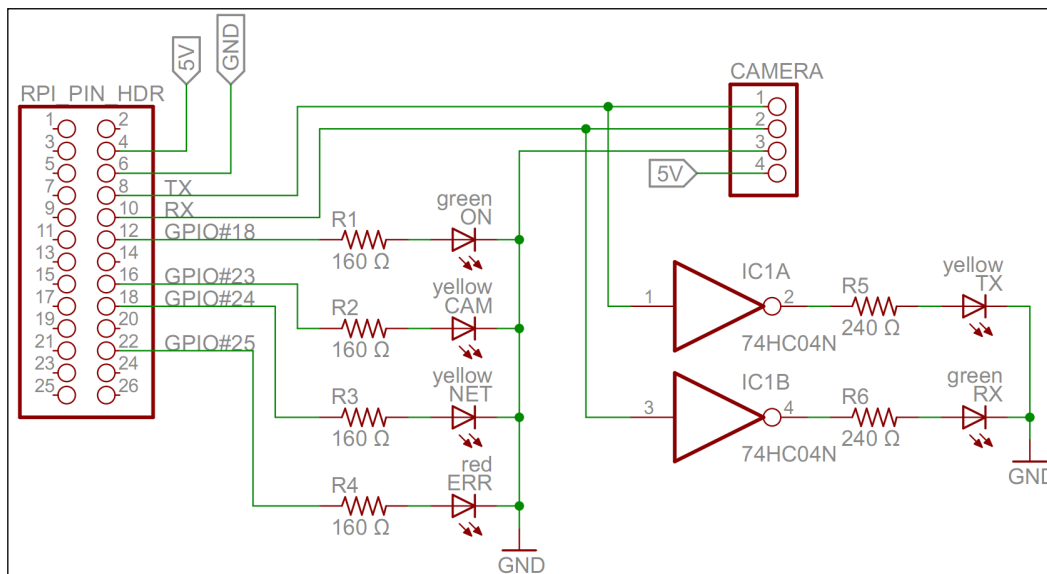 5V
GND
RPI_PIN_HDR
1 2
3 4
5 6
7 8 TX
9 10 RX
11 12 GPIO#18
13 14
15 16 GPIO#23
17 18 GPIO#24
19 20
21 22 GPIO#25
23 24
25 26
R1
160 Ω
green
ON
R2
160 Ω
yellow
CAM
R3
160 Ω
yellow
NET
R4
160 Ω
red
ERR
GND
CAMERA
1
2
3
4
5V
IC1A
1 2
74HC04N
R5
240 Ω
yellow
TX
IC1B
3 4
74HC04N
R6
240 Ω
green
RX
GND